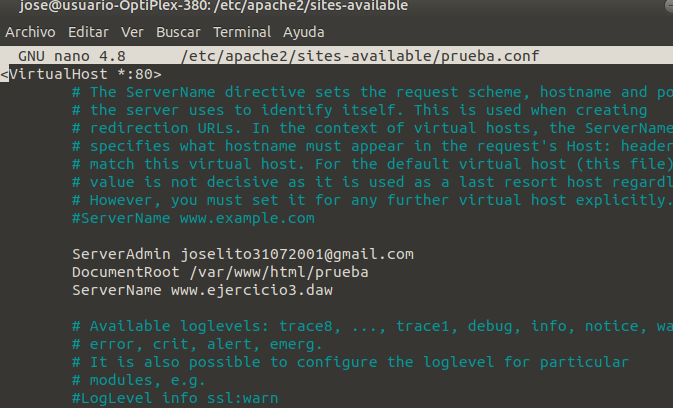 jose@usuario-OptiPlex-380: /etc/apache2/sites-available
Archivo Editar Ver Buscar Terminal Ayuda
GNU nano 4.8 /etc/apache2/sites-available/prueba.conf
<VirtualHost *:80>
# The ServerName directive sets the request scheme, hostname and po
# the server uses to identify itself. This is used when creating
# redirection URLs. In the context of virtual hosts, the ServerName
# specifies what hostname must appear in the request's Host: header
# match this virtual host. For the default virtual host (this file)
# value is not decisive as it is used as a last resort host regardl
# However, you must set it for any further virtual host explicitly.
#ServerName www.example.com
ServerAdmin joselito31072001@gmail.com
DocumentRoot /var/www/html/prueba
ServerName www.ejercicio3.daw
# Available loglevels: trace8, ..., trace1, debug, info, notice, wa
# error, crit, alert, emerg.
# It is also possible to configure the loglevel for particular
# modules, e.g.
#LogLevel info ssl:warn